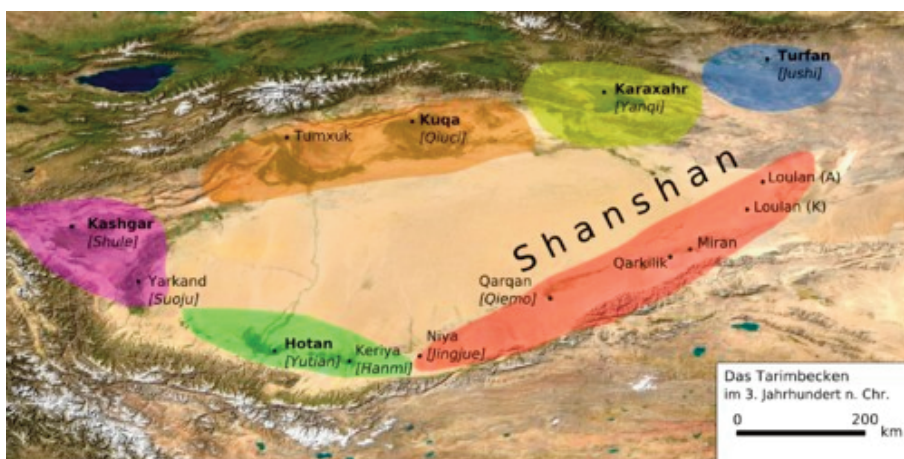 Turfan
[Jushi]
Karaxahr
[Yanqi]
Kuqa
[Qiuci]
Tumxuk
Shanshan
Loulan (A)
Loulan (K)
Kashgar
[Shule]
Miran
Qarkilik
Yarkand
[Suoju]
Qarqan
[Qiemo]
Niya
[Jingjue]
Hotan
[Yutian]
Keriya
[Hanmi]
Das Tarimbecken
im 3. Jahrhundert n. Chr.
0 200
km